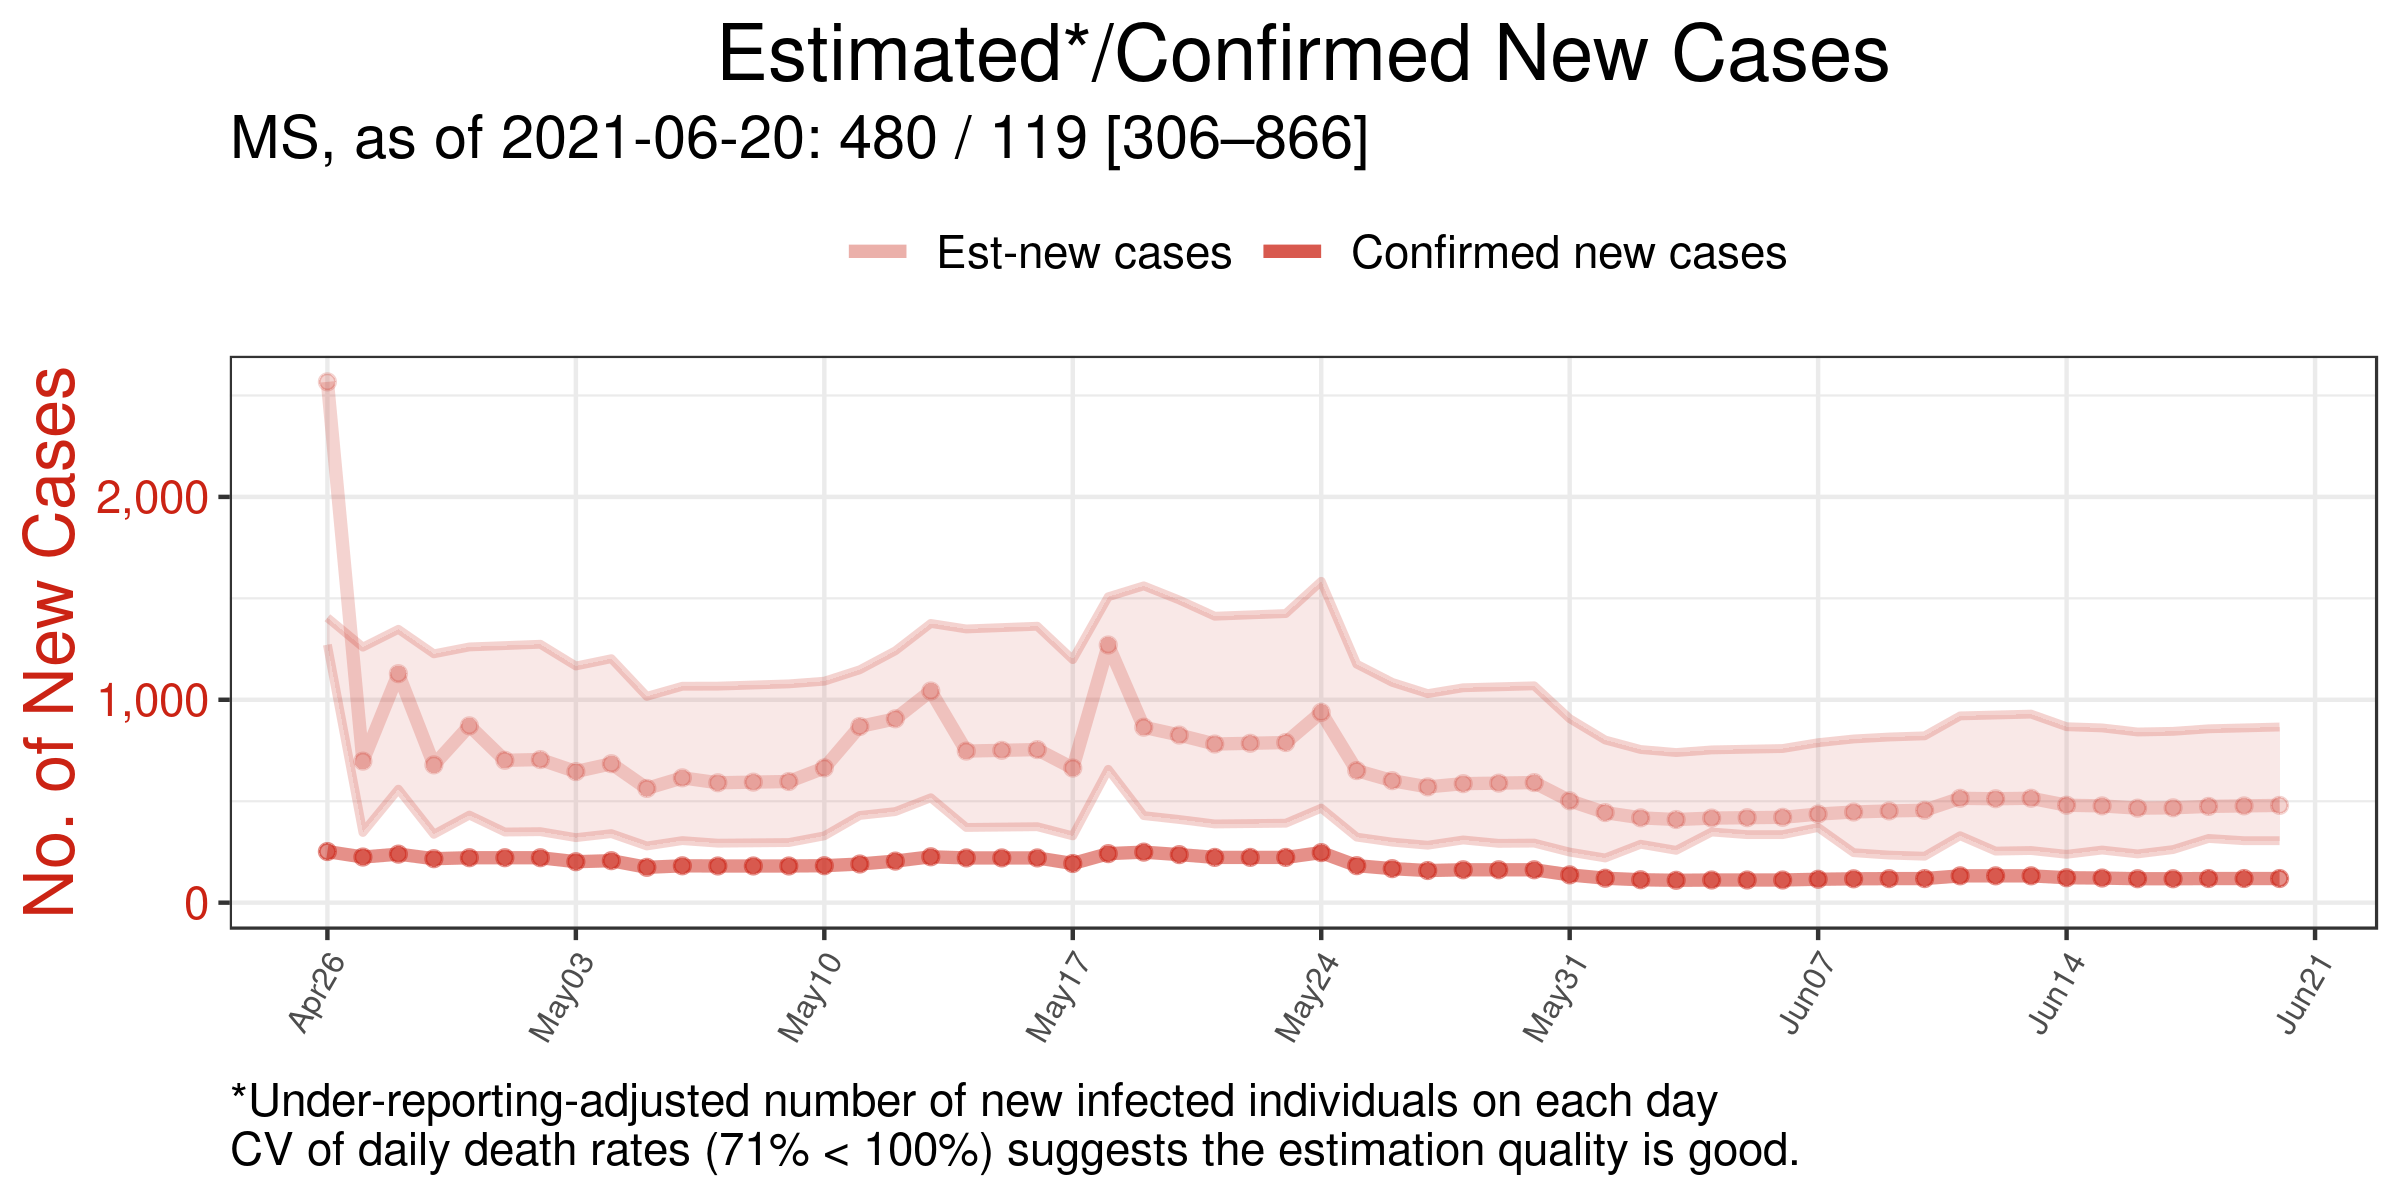 Estimated*/Confirmed New Cases
MS, as of 2021-06-20: 480 / 119 [306–866]
Est-new cases
Confirmed new cases
No. of New Cases
2,000
1,000
0
Apr26
May03
May10
May17
May24
May31
Jun07
Jun14
Jun21
*Under-reporting-adjusted number of new infected individuals on each day
CV of daily death rates (71% < 100%) suggests the estimation quality is good.